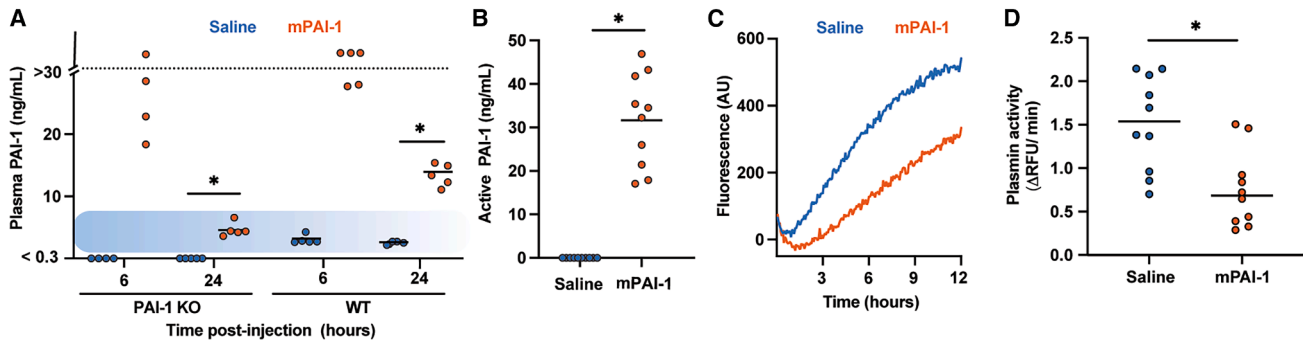 A
Saline mPAI-1
*
*
Plasma PAI-1 (ng/mL)
>30
20
10
< 0.3
6 24 6 24
PAI-1 KO WT
Time post-injection (hours)
B
*
Active PAI-1 (ng/mL)
50
40
30
20
10
0
Saline mPAI-1
C
Saline mPAI-1
Fluorescence (AU)
600
400
200
0
3 6 9 12
Time (hours)
D
*
Plasmin activity
(ΔRFU/ min)
2.5
2.0
1.5
1.0
0.5
0.0
Saline mPAI-1